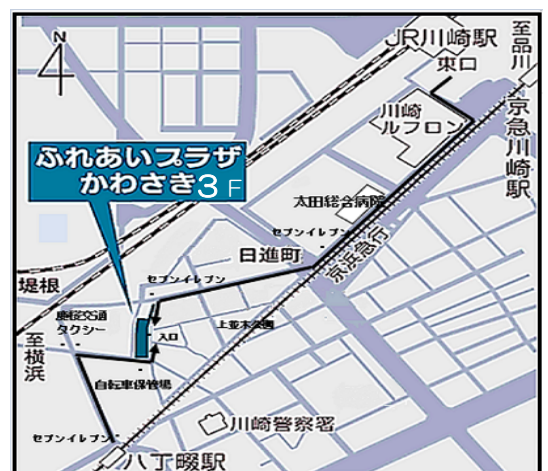 N
JR川崎駅
東口
至品川
京急川崎駅
川崎
ルフロン
ふれあいプラザ
かわさき3F
太田総合病院
セブンイレブン
京浜急行
日進町
セブンイレブン
堤根
タクシー
入口
上並木公園
至横浜
自転車保管場
川崎警察署
セブンイレブン
八丁畷駅